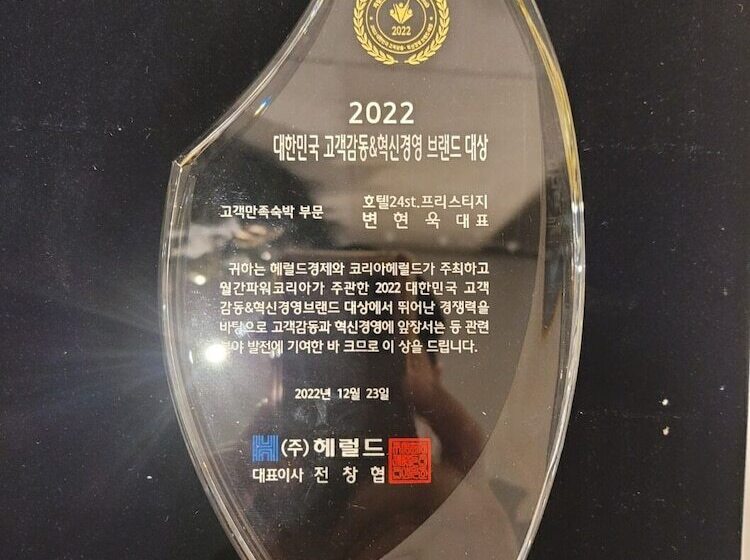 2022
2022
대한민국 고객감동&혁신경영 브랜드 대상
고객만족숙박 부문
호텔24st.프리스티지
변현욱 대표
귀하는 헤럴드경제와 코리아헤럴드가 주최하고
월간파워코리아가 주관한 2022 대한민국 고객
감동&혁신경영브랜드 대상에서 뛰어난 경쟁력을
바탕으로 고객감동과 혁신경영에 앞장서는 등 관련
분야 발전에 기여한 바 크므로 이 상을 드립니다.
2022년 12월 23일
(주)헤럴드
대표이사 전창협